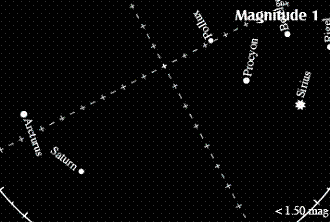 Magnitude 1
Pollux
Procyon
Sirius
Arcturus
Saturn
< 1.50 mag